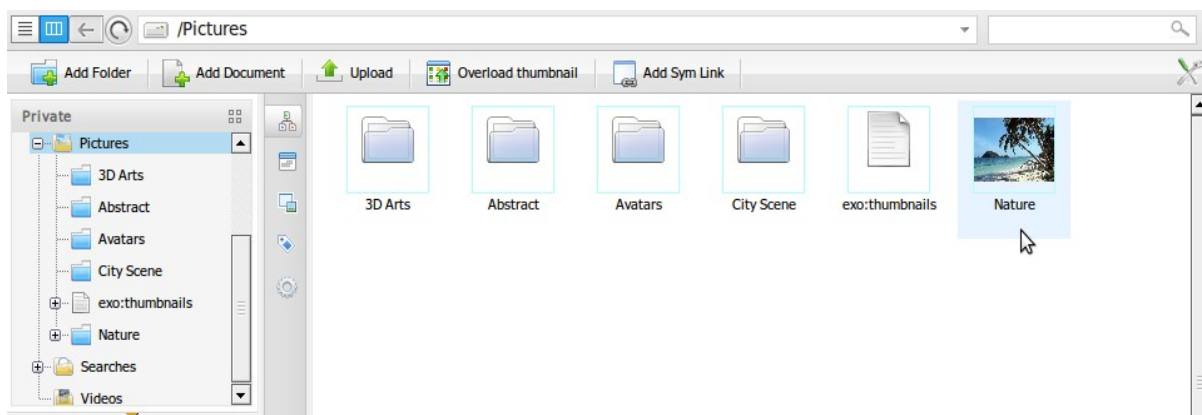 /Pictures
Add Folder Add Document Upload Overload thumbnail Add Sym Link
Private
Pictures
3D Arts
Abstract
Avatars
City Scene
exo:thumbnails
Nature
Searches
Videos
3D Arts Abstract Avatars City Scene exo:thumbnails Nature